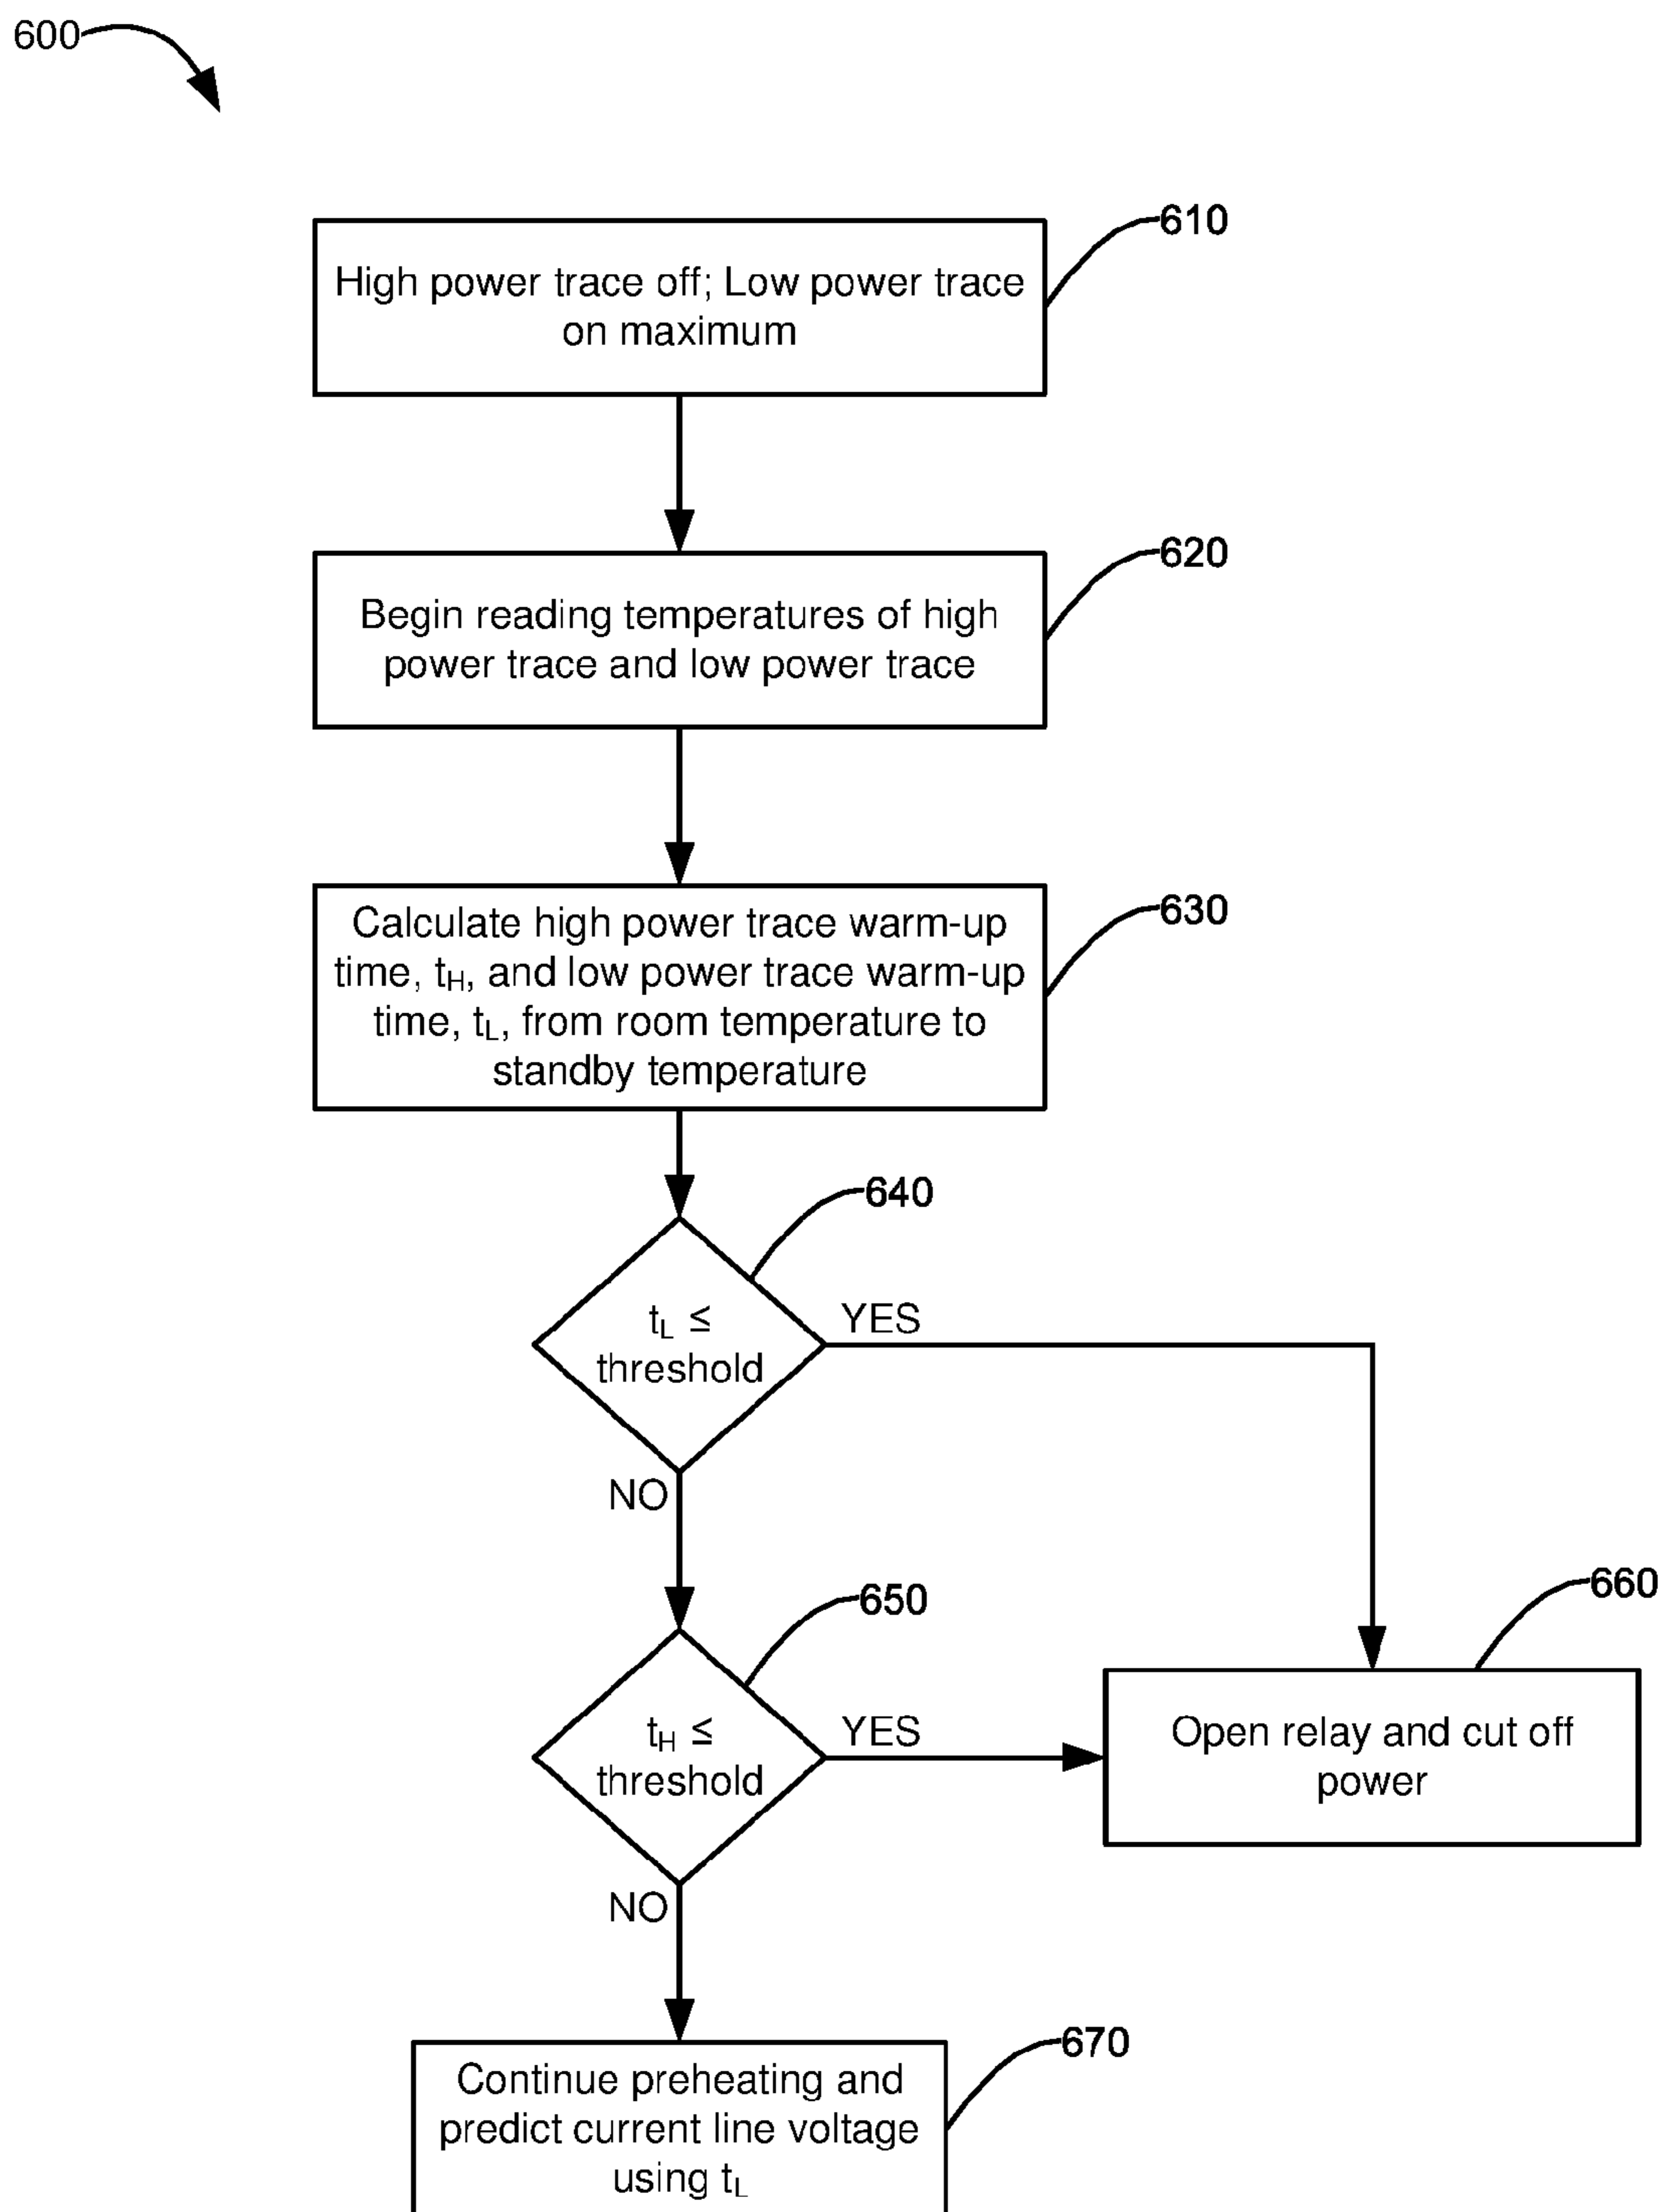 600
610
High power trace off; Low power trace
on maximum
620
Begin reading temperatures of high
power trace and low power trace
630
Calculate high power trace warm-up
time, tH, and low power trace warm-up
time, tL, from room temperature to
standby temperature
640
tL ≤
threshold
YES
NO
650
tH ≤
threshold
YES
660
Open relay and cut off
power
NO
670
Continue preheating and
predict current line voltage
using tL